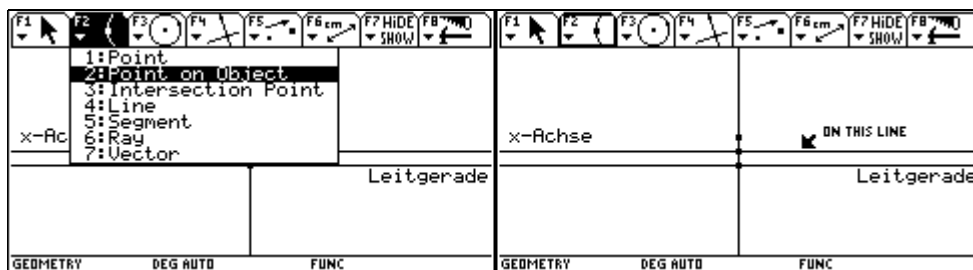 F1 F2 F3 F4 F5 F6 cm F7 HiDE SHOW F8
1:Point
2:Point on Object
3:Intersection Point
4:Line
5:Segment
6:Ray
7:Vector
x-Ac
Leitgerade
GEOMETRY DEG AUTO FUNC
F1 F2 F3 F4 F5 F6 cm F7 HiDE SHOW F8
x-Achse
ON THIS LINE
Leitgerade
GEOMETRY DEG AUTO FUNC